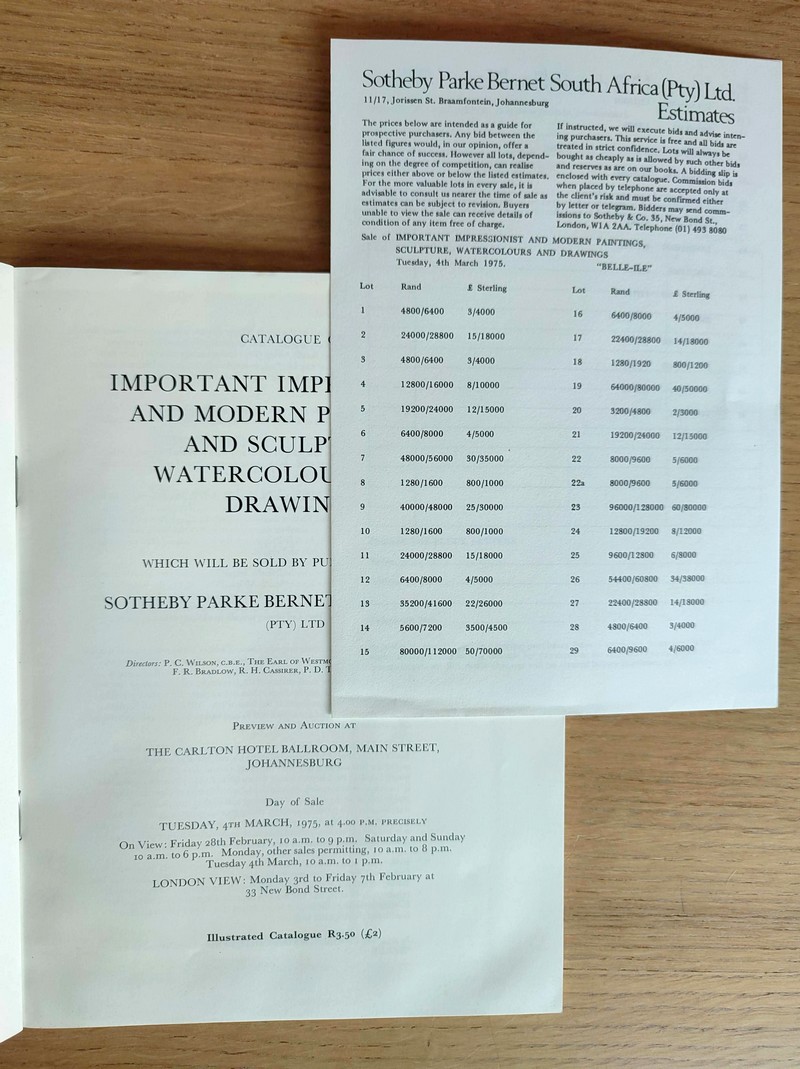 Sotheby Parke Bernet South Africa (Pty) Ltd.
11/17, Jorissen St. Braamfontein, Johannesburg
Estimates
The prices below are intended as a guide for
prospective purchasers. Any bid between the
listed figures would, in our opinion, offer a
fair chance of success. However all lots, depend-
ing on the degree of competition, can realise
prices either above or below the listed estimates.
For the more valuable lots in every sale, it is
advisable to consult us nearer the time of sale as
estimates can be subject to revision. Buyers
unable to view the sale can receive details of
condition of any item free of charge.
If instructed, we will execute bids and advise inten-
ing purchasers. This service is free and all bids are
treated in strict confidence. Lots will always be
bought as cheaply as is allowed by such other bids
and reserves as are on our books. A bidding slip is
enclosed with every catalogue. Commission bids
when placed by telephone are accepted only at
the client's risk and must be confirmed either
by letter or telegram. Bidders may send comm-
issions to Sotheby & Co. 35, New Bond St.,
London, W1A 2AA. Telephone (01) 493 8080
Sale of IMPORTANT IMPRESSIONIST AND MODERN PAINTINGS,
SCULPTURE, WATERCOLOURS AND DRAWINGS
Tuesday, 4th March 1975. "BELLE-ILE"
Lot Rand £ Sterling
1 4800/6400 3/4000
2 24000/28800 15/18000
3 4800/6400 3/4000
4 12800/16000 8/10000
5 19200/24000 12/15000
6 6400/8000 4/5000
7 48000/56000 30/35000
8 1280/1600 800/1000
9 40000/48000 25/30000
10 1280/1600 800/1000
11 24000/28800 15/18000
12 6400/8000 4/5000
13 35200/41600 22/26000
14 5600/7200 3500/4500
15 80000/112000 50/70000
Lot Rand £ Sterling
16 6400/8000 4/5000
17 22400/28800 14/18000
18 1280/1920 800/1200
19 64000/80000 40/50000
20 3200/4800 2/3000
21 19200/24000 12/15000
22 8000/9600 5/6000
22a 8000/9600 5/6000
23 96000/128000 60/80000
24 12800/19200 8/12000
25 9600/12800 6/8000
26 54400/60800 34/38000
27 22400/28800 14/18000
28 4800/6400 3/4000
29 6400/9600 4/6000
CATALOGUE
IMPORTANT IMP
AND MODERN P
AND SCULP
WATERCOLOU
DRAWIN
WHICH WILL BE SOLD BY PU
SOTHEBY PARKE BERNET
(PTY) LTD
Directors: P. C. WILSON, C.B.E., THE EARL OF WESTM
F. R. BRADLOW, R. H. CASSIRER, P. D.
PREVIEW AND AUCTION AT
THE CARLTON HOTEL BALLROOM, MAIN STREET,
JOHANNESBURG
Day of Sale
TUESDAY, 4TH MARCH, 1975, at 4.00 P.M. PRECISELY
On View: Friday 28th February, 10 a.m. to 9 p.m. Saturday and Sunday
10 a.m. to 6 p.m. Monday, other sales permitting, 10 a.m. to 8 p.m.
Tuesday 4th March, 10 a.m. to 1 p.m.
LONDON VIEW: Monday 3rd to Friday 7th February at
33 New Bond Street.
Illustrated Catalogue R3.50 (£2)